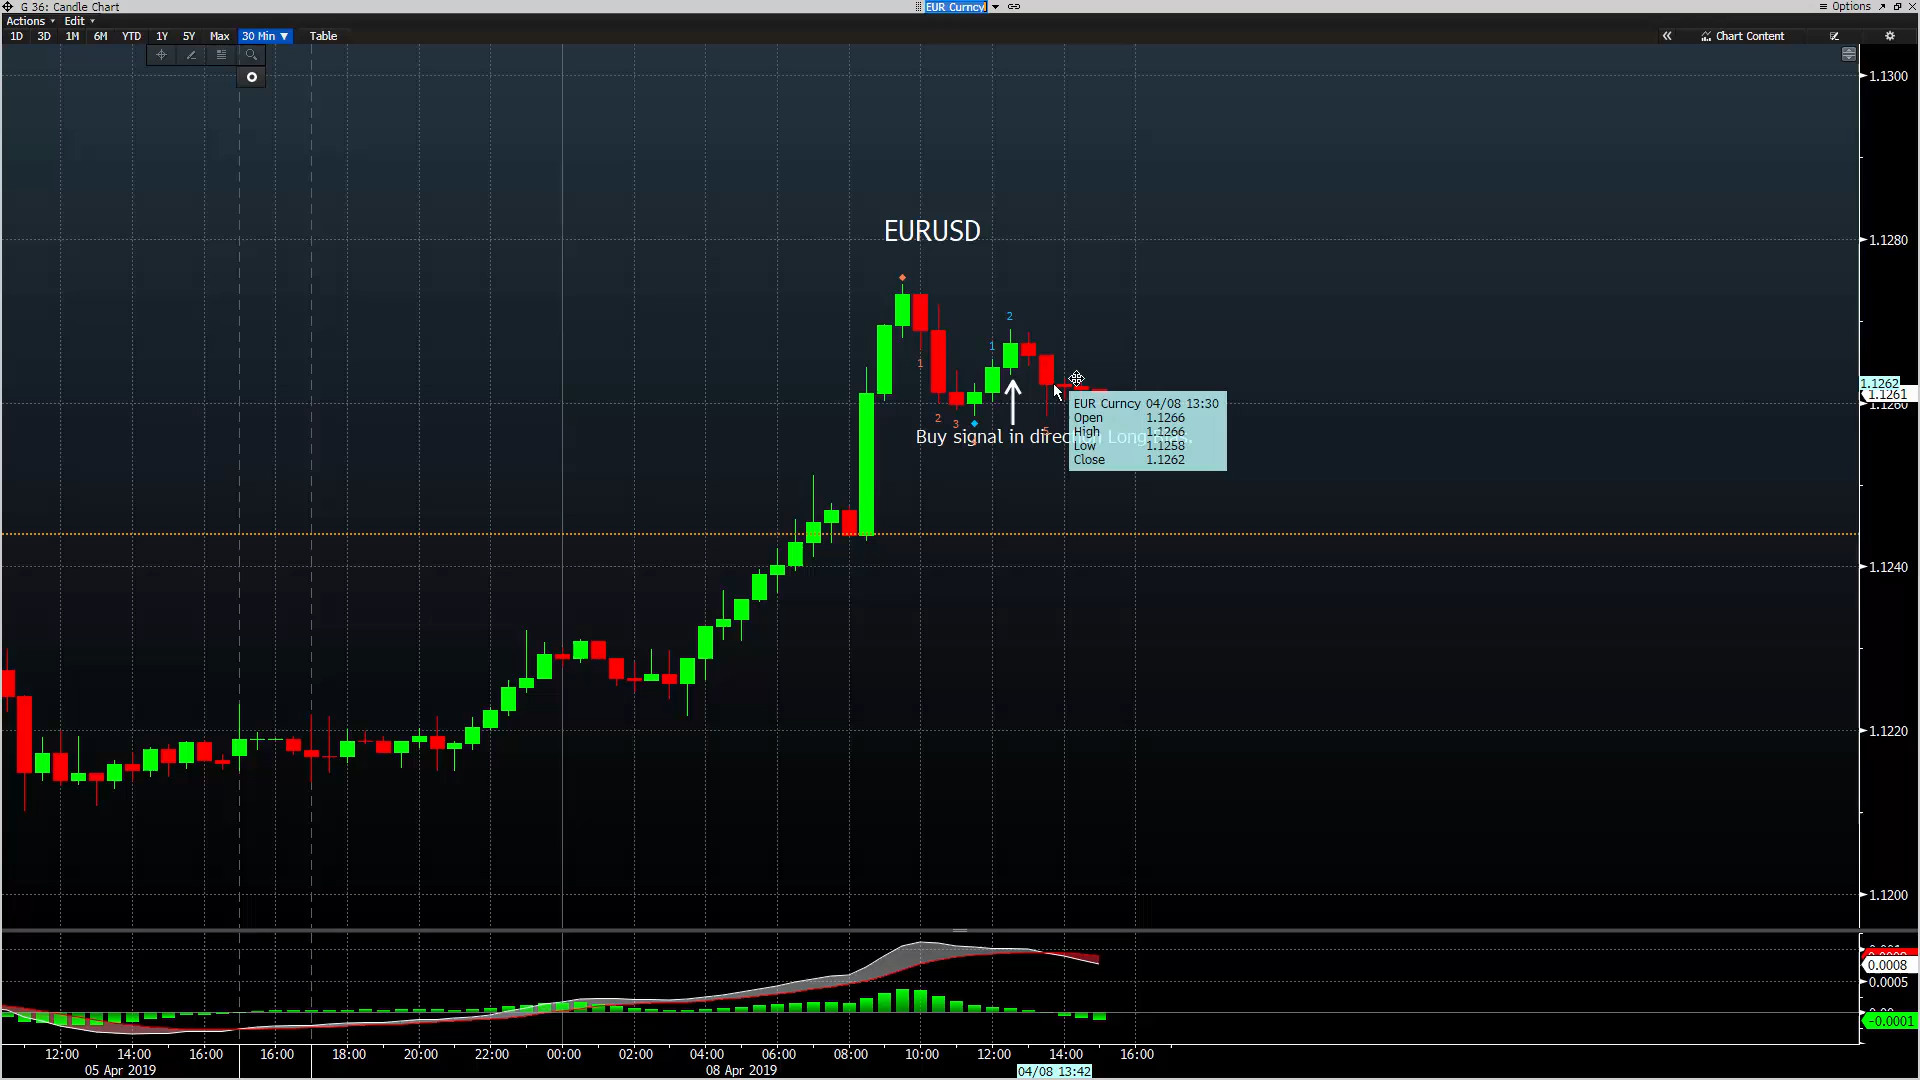 G 36: Candle Chart
EUR Curncy
Options
Actions
Edit
1D 3D 1M 6M YTD 1Y 5Y Max 30 Min ▼ Table
« Chart Content
1.1300
EURUSD
1.1280
2
1
1
1.1262
1.1261
1.1260
2
3
5
Buy signal in direc Long
EUR Curncy 04/08 13:30
Open 1.1266
High 1.1266
Low 1.1258
Close 1.1262
1.1240
1.1220
1.1200
0.0008
0.0005
-0.0001
12:00 14:00 16:00 16:00 18:00 20:00 22:00 00:00 02:00 04:00 06:00 08:00 10:00 12:00 14:00 16:00
05 Apr 2019 08 Apr 2019 04/08 13:42